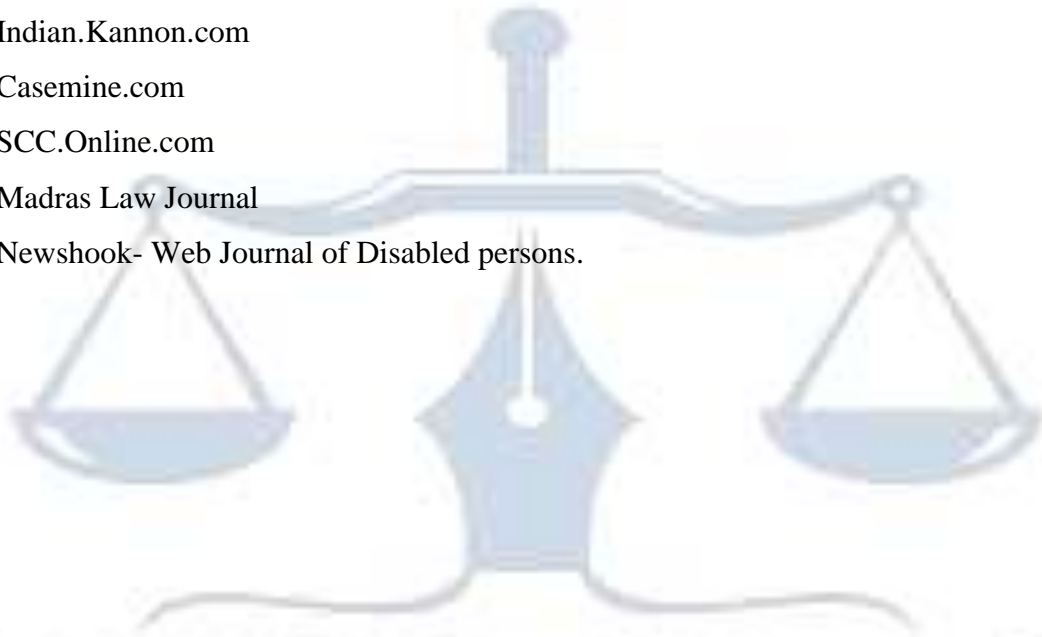 Indian.Kannon.com
Casemine.com
SCC.Online.com
Madras Law Journal
Newshook- Web Journal of Disabled persons.